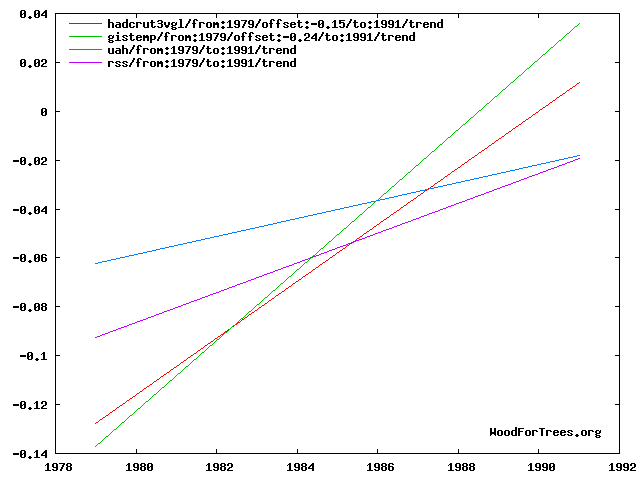 0.04
0.02
0
-0.02
-0.04
-0.06
-0.08
-0.1
-0.12
-0.14
hadcrut3vgl/from:1979/offset:-0.15/to:1991/trend
gistemp/from:1979/offset:-0.24/to:1991/trend
uah/from:1979/to:1991/trend
rss/from:1979/to:1991/trend
WoodForTrees.org
1978 1980 1982 1984 1986 1988 1990 1992